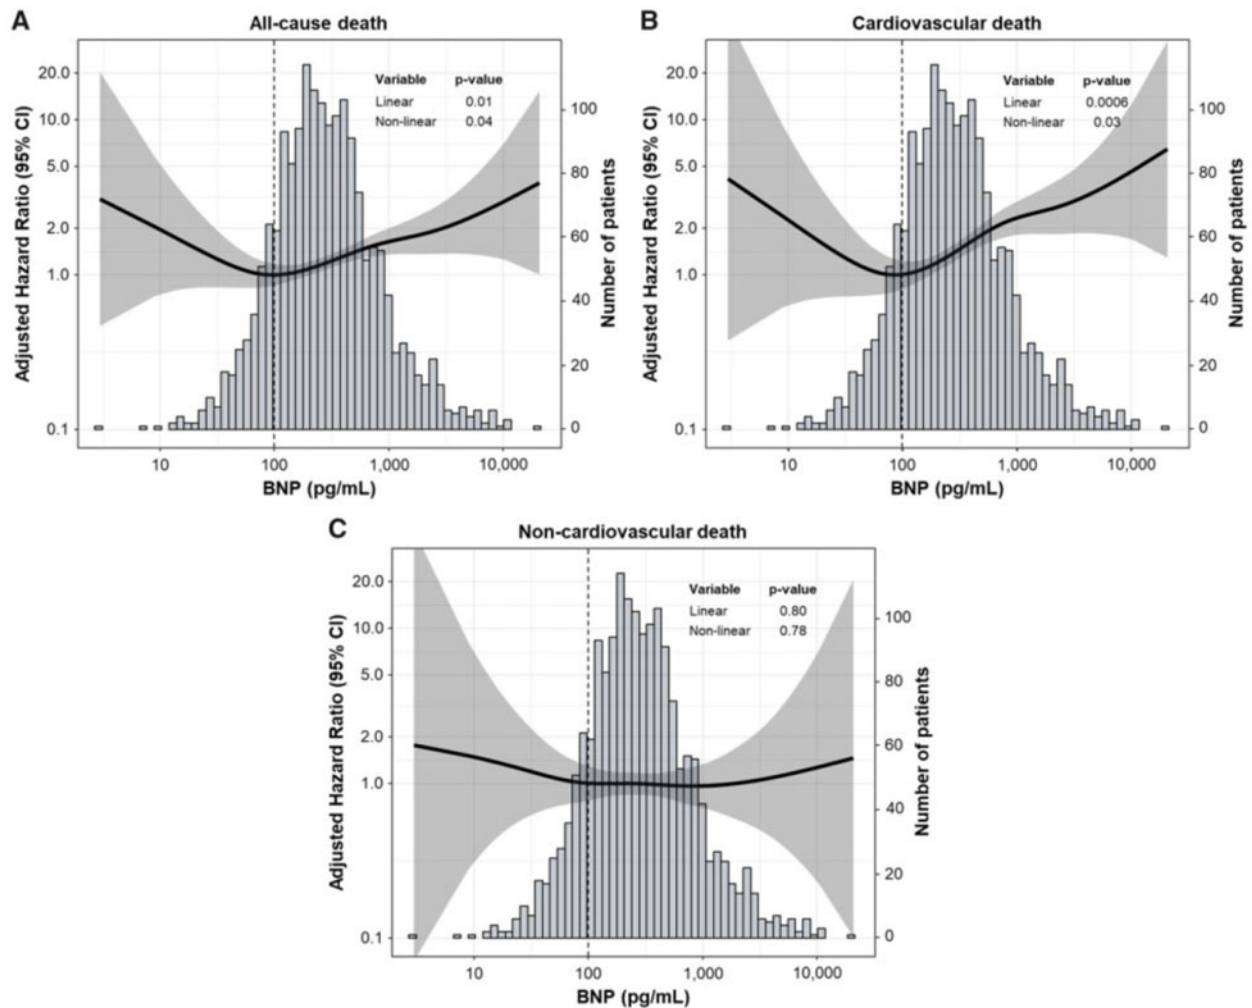 A
All-cause death
Adjusted Hazard Ratio (95% CI)
20.0
10.0
5.0
2.0
1.0
0.1
Variable p-value
Linear 0.01
Non-linear 0.04
100
80
60
40
20
0
Number of patients
10 100 1,000 10,000
BNP (pg/mL)
B
Cardiovascular death
Adjusted Hazard Ratio (95% CI)
20.0
10.0
5.0
2.0
1.0
0.1
Variable p-value
Linear 0.0006
Non-linear 0.03
100
80
60
40
20
0
Number of patients
10 100 1,000 10,000
BNP (pg/mL)
C
Non-cardiovascular death
Adjusted Hazard Ratio (95% CI)
20.0
10.0
5.0
2.0
1.0
0.1
Variable p-value
Linear 0.80
Non-linear 0.78
100
80
60
40
20
0
Number of patients
10 100 1,000 10,000
BNP (pg/mL)